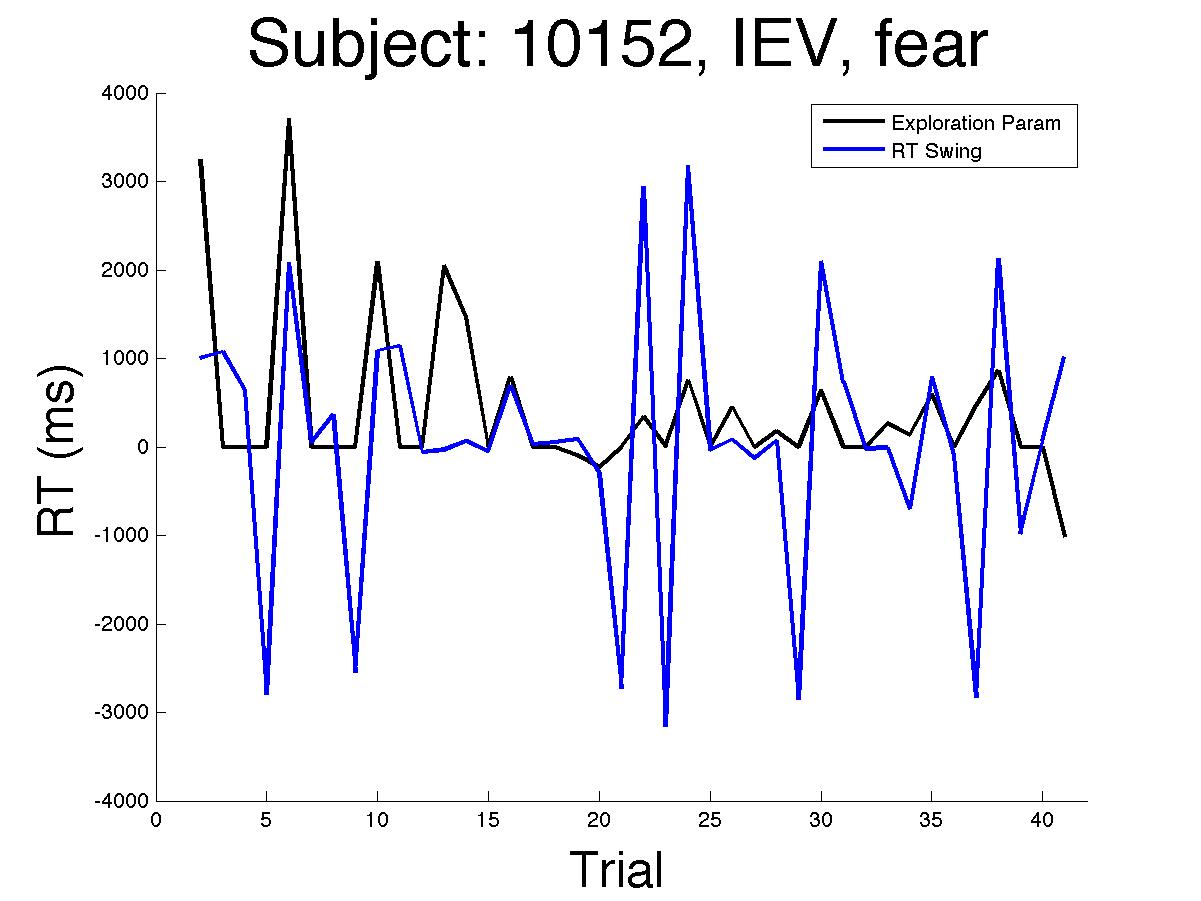 Subject: 10152, IEV, fear
Exploration Param
RT Swing
4000
3000
2000
1000
0
-1000
-2000
-3000
-4000
RT (ms)
0 5 10 15 20 25 30 35 40
Trial